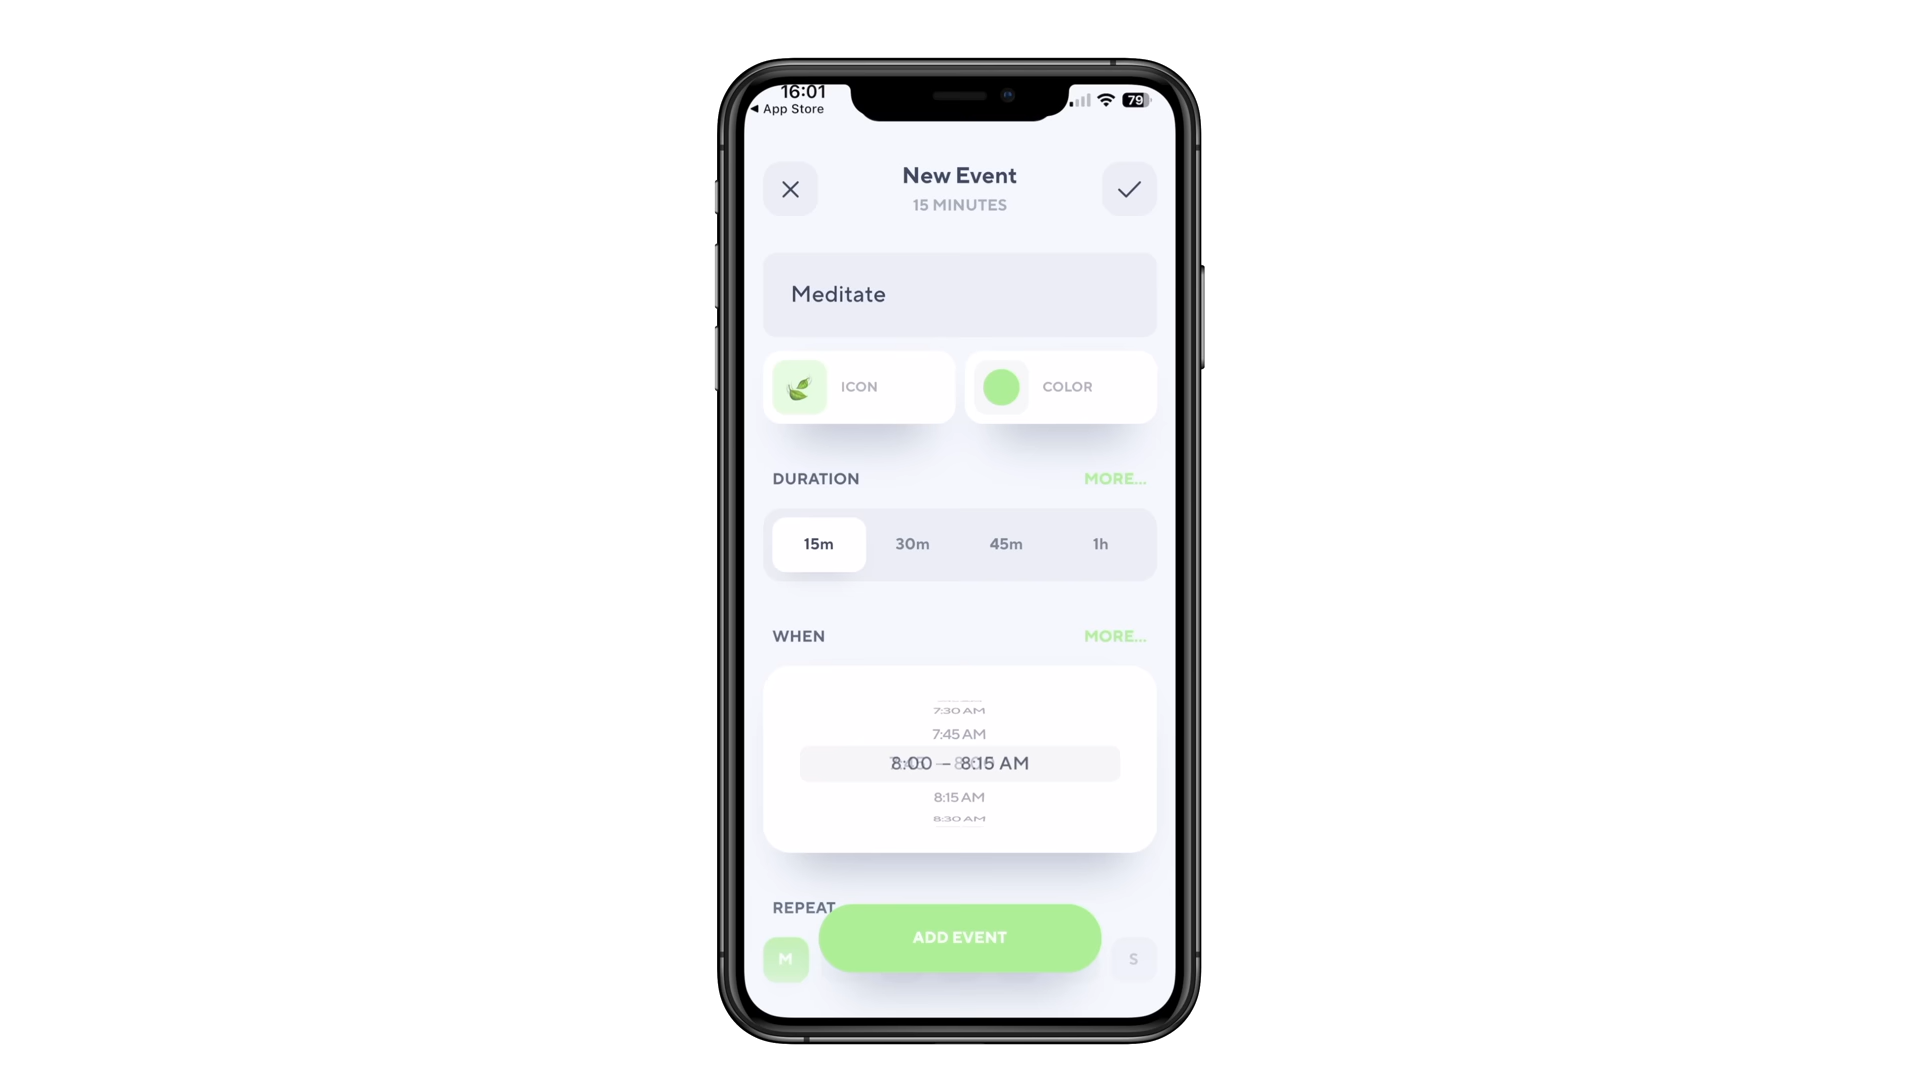 16:01
◀ App Store
79
New Event
15 MINUTES
Meditate
ICON
COLOR
DURATION
MORE...
15m
30m
45m
1h
WHEN
MORE...
7:30 AM
7:45 AM
8:00 – 8:15 AM
8:15 AM
8:30 AM
REPEAT
ADD EVENT
M
S